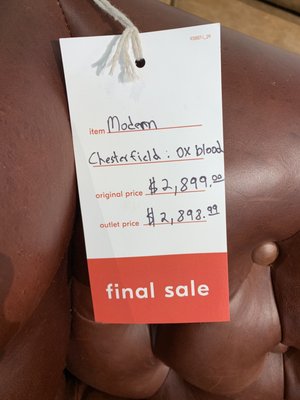 item Modern
Chesterfield: Ox blood
original price $2,899.00
outlet price $2,898.99
final sale